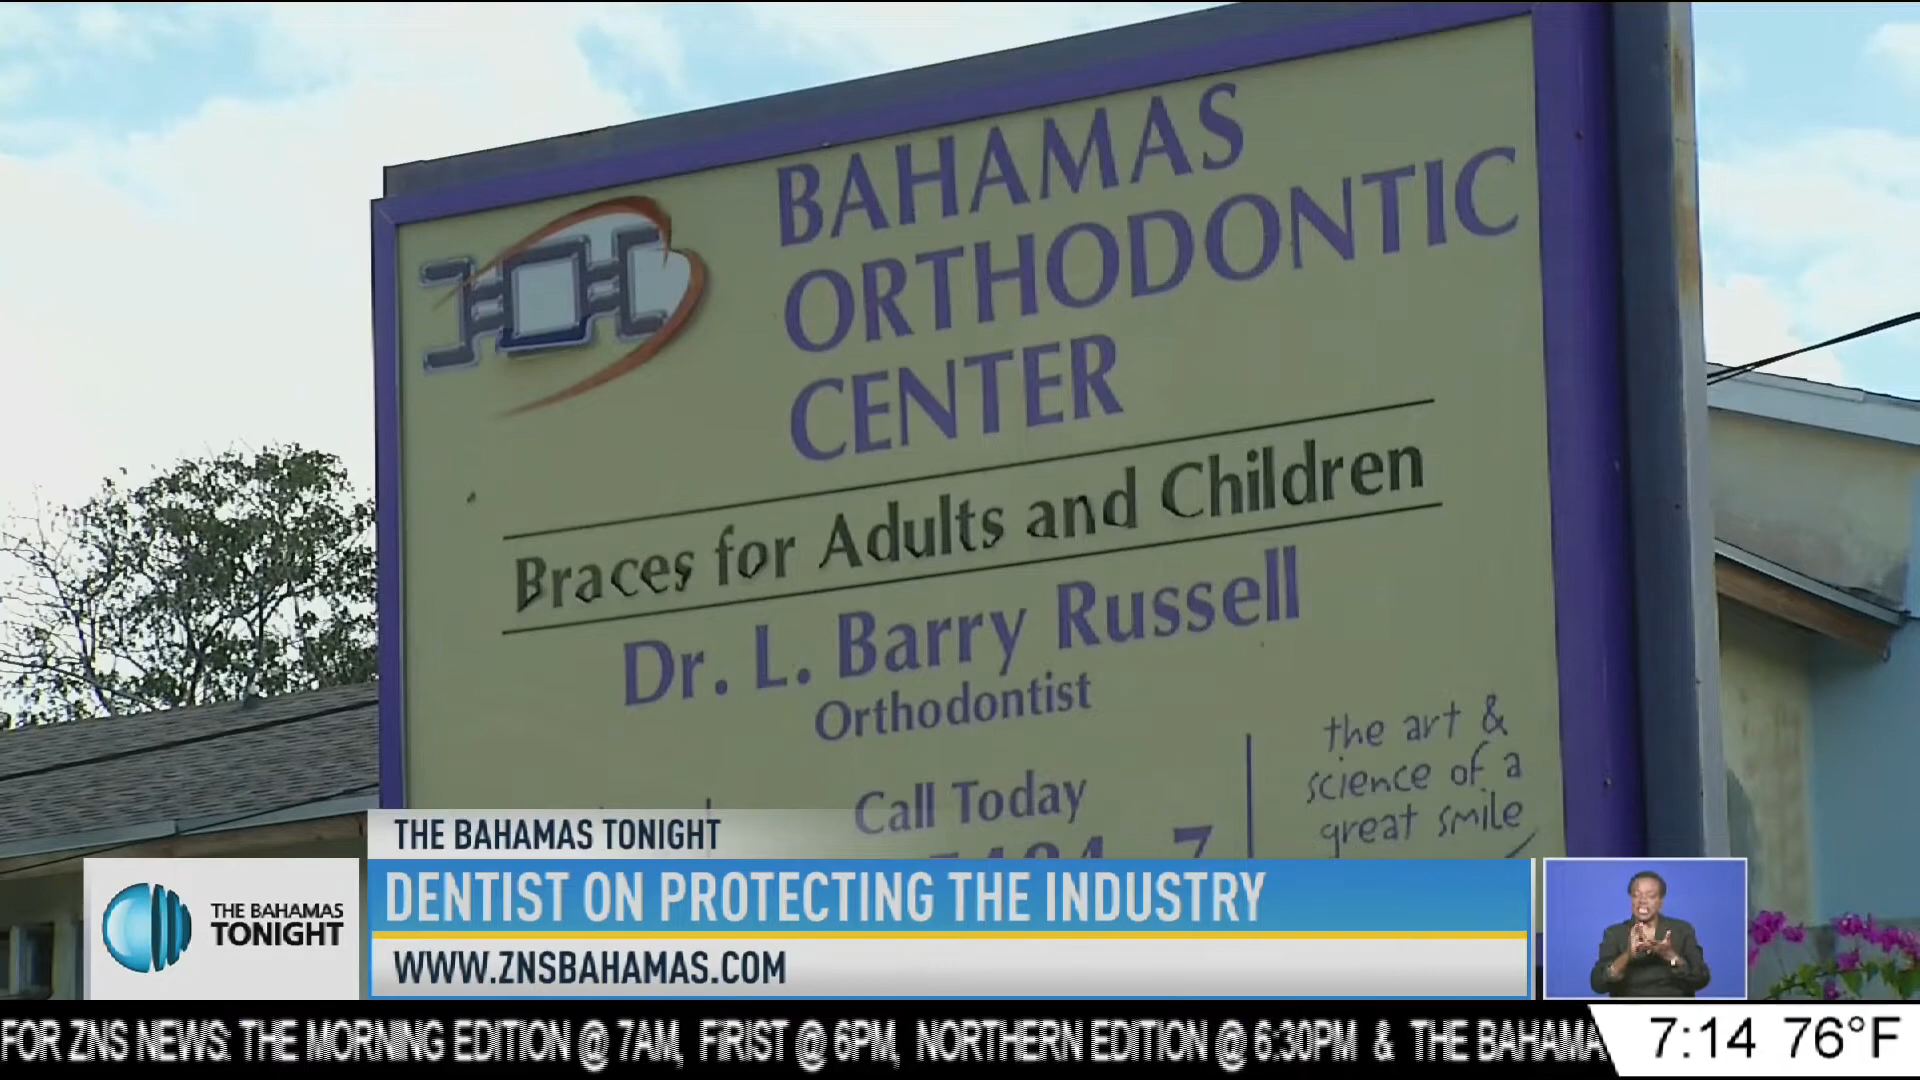 BAHAMAS
ORTHODONTIC
CENTER
Braces for Adults and Children
Dr. L. Barry Russell
Orthodontist
Call Today
the art &
science of a
great smile
THE BAHAMAS TONIGHT
DENTIST ON PROTECTING THE INDUSTRY
WWW.ZNSBAHAMAS.COM
THE BAHAMAS
TONIGHT
FOR ZNS NEWS: THE MORNING EDITION @ 7AM, FIRIST @ 6PM, NORTHERN EDITION @ 6:30PM & THE BAHAMA
7:14 76°F